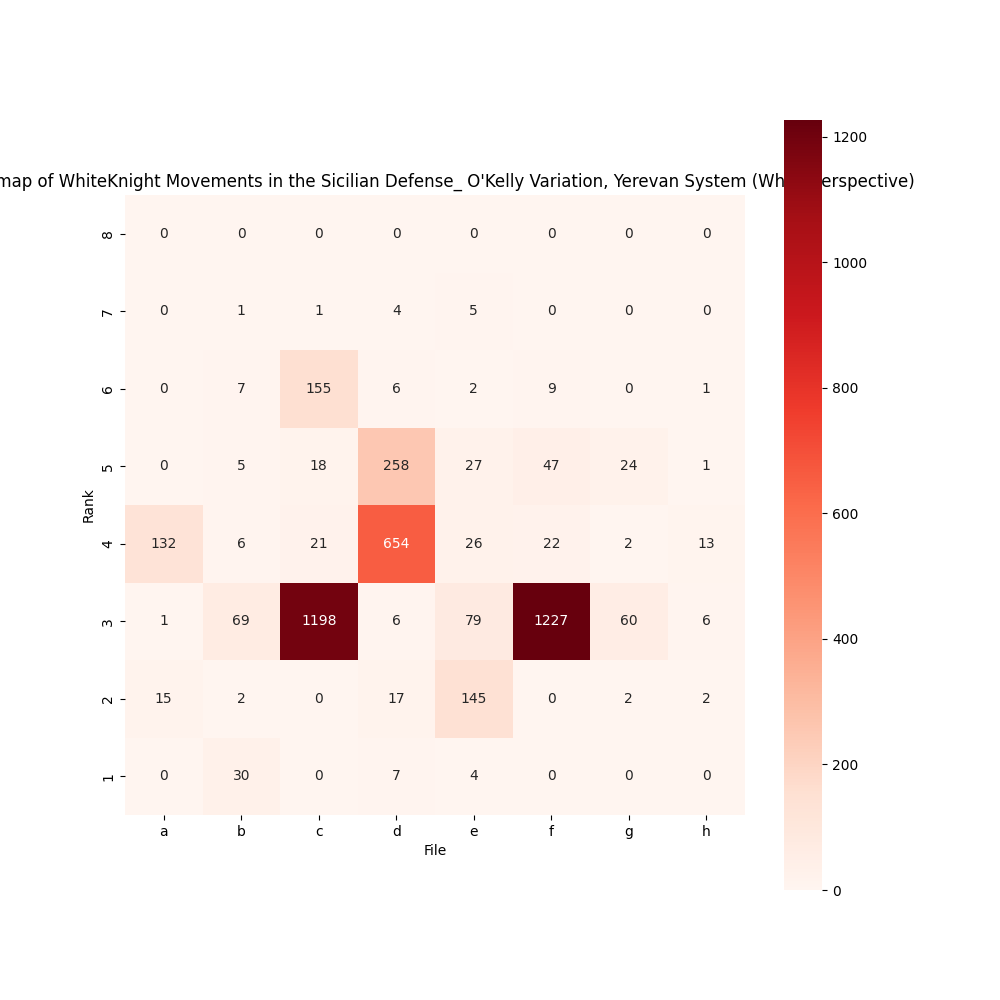 map of WhiteKnight Movements in the Sicilian Defense_ O'Kelly Variation, Yerevan System (Wh erspective)
8 0 0 0 0 0 0 0 0
7 0 1 1 4 5 0 0 0
6 0 7 155 6 2 9 0 1
5 0 5 18 258 27 47 24 1
Rank
4 132 6 21 654 26 22 2 13
3 1 69 1198 6 79 1227 60 6
2 15 2 0 17 145 0 2 2
1 0 30 0 7 4 0 0 0
a b c d e f g h
File
1200
1000
800
600
400
200
0